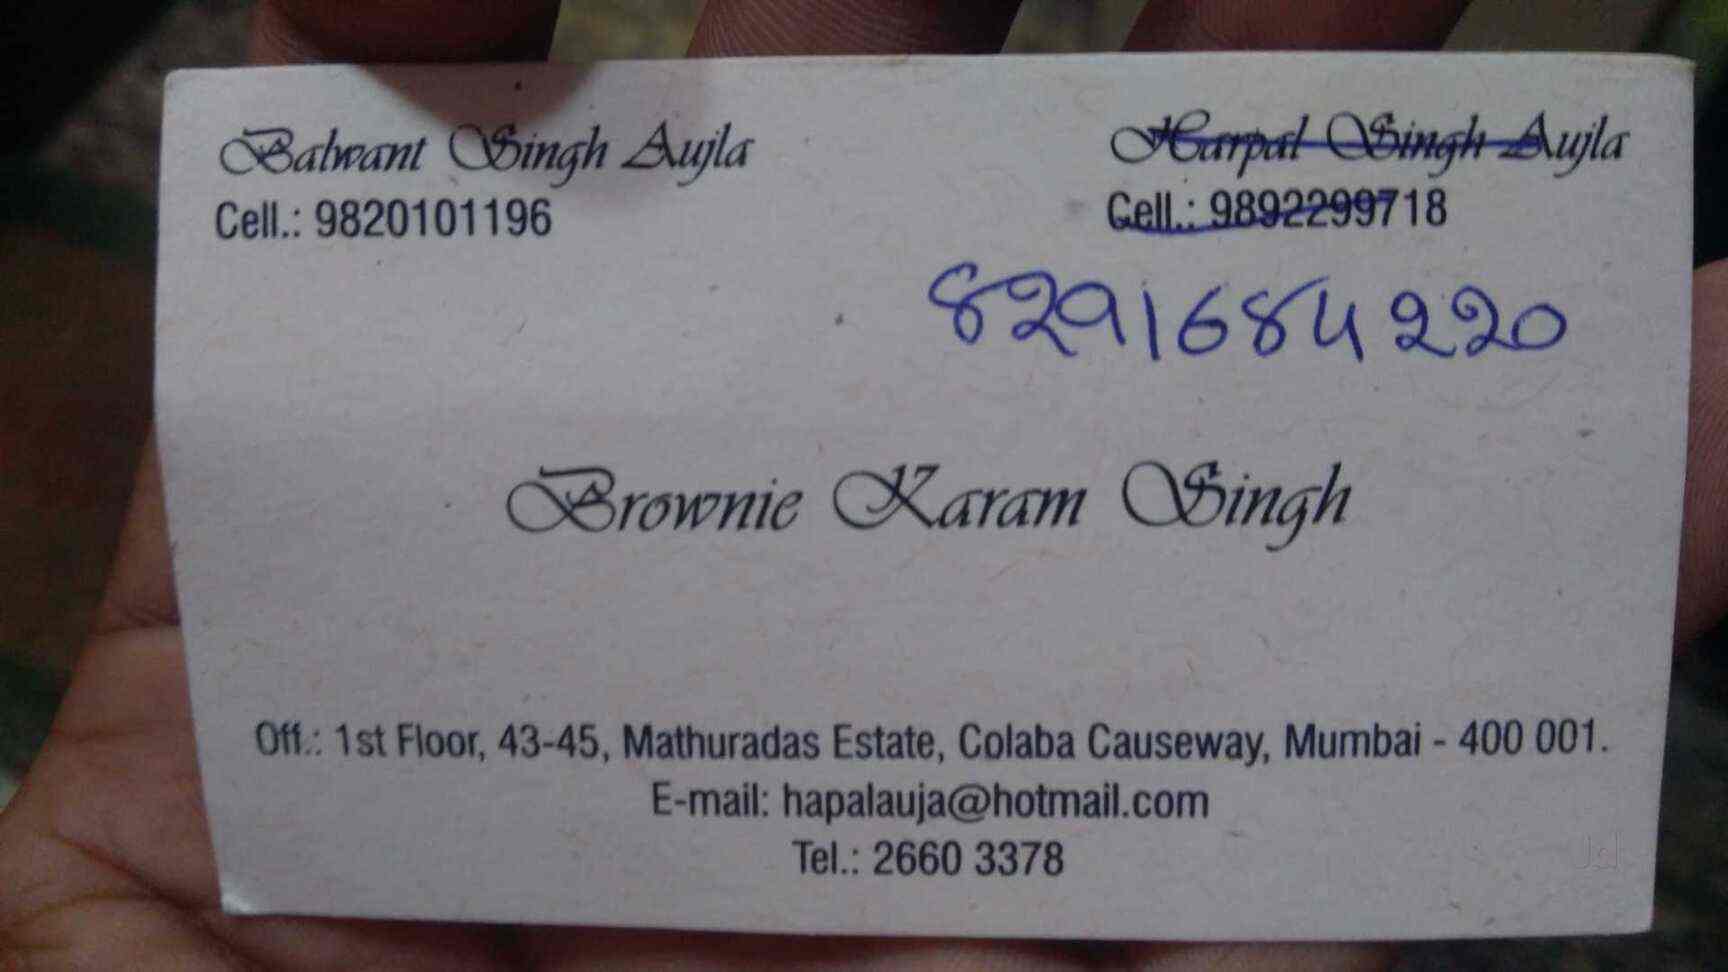 Balwant Singh Aujla
Cell.: 9820101196
Harpal Singh Aujla
Cell.: 9892299718
8291684220
Brownie Karam Singh
Off.: 1st Floor, 43-45, Mathuradas Estate, Colaba Causeway, Mumbai - 400 001.
E-mail: hapalauja@hotmail.com
Tel.: 2660 3378
Jd